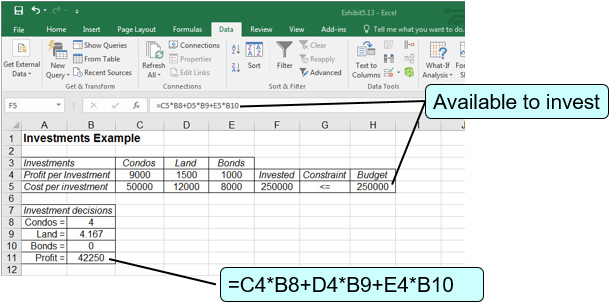 Exhibit5.13 - Excel
File Home Insert Draw Page Layout Formulas Data Review View Add-ins Tell me what you want to do.
Get External Data
New Query
Show Queries
From Table
Recent Sources
Get & Transform
Refresh All
Connections
Properties
Edit Links
Connections
Sort
Filter
Clear
Reapply
Advanced
Sort & Filter
Text to Columns
Data Tools
What-If Analysis
F5 fx =C5*B8+D5*B9+E5*B10
Available to invest
A B C D E F G H
1 Investments Example
2
3 Investments Condos Land Bonds
4 Profit per Investment 9000 1500 1000 Invested Constraint Budget
5 Cost per investment 50000 12000 8000 250000 <= 250000
6
7 Investment decisions
8 Condos = 4
9 Land = 4.167
10 Bonds = 0
11 Profit = 42250
12
=C4*B8+D4*B9+E4*B10